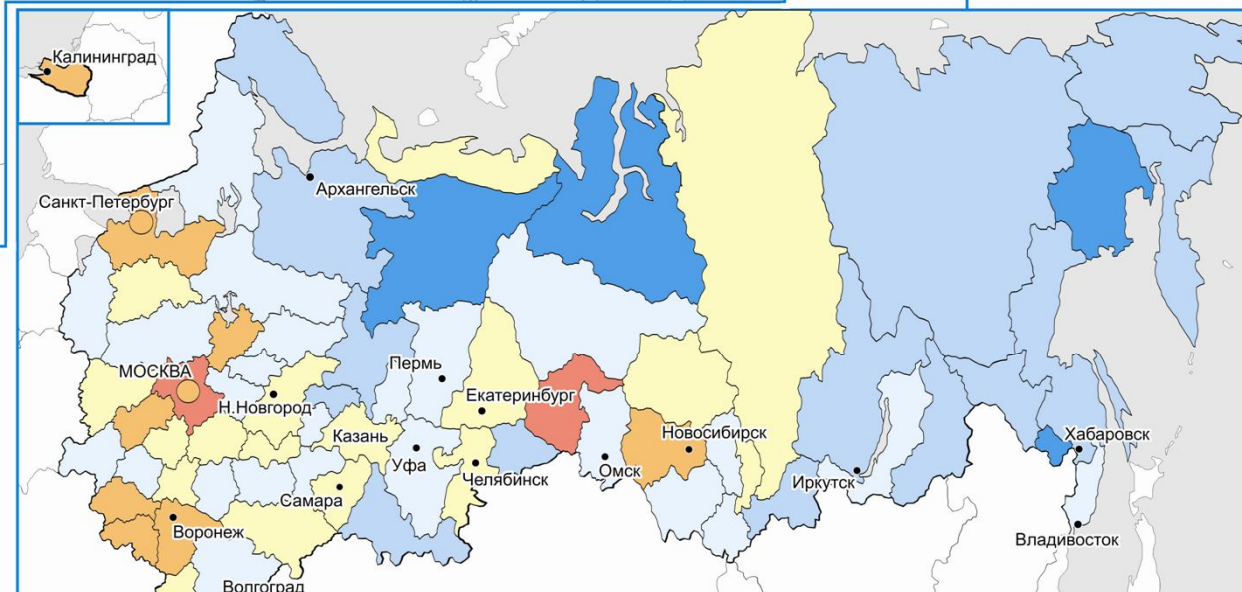 Калининград
Архангельск
Санкт-Петербург
Пермь
МОСКВА
Екатеринбург
Н.Новгород
Казань
Новосибирск
Хабаровск
Уфа
Омск
Челябинск
Иркутск
Самара
Воронеж
Владивосток
Волгоград